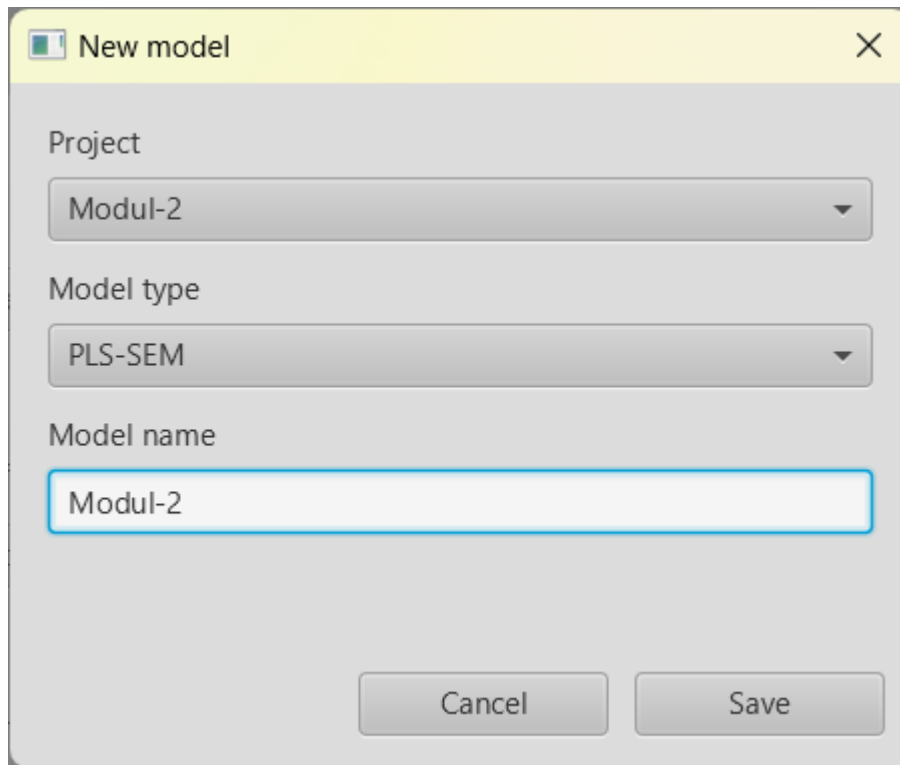 New model
Project
Modul-2
Model type
PLS-SEM
Model name
Modul-2
Cancel Save